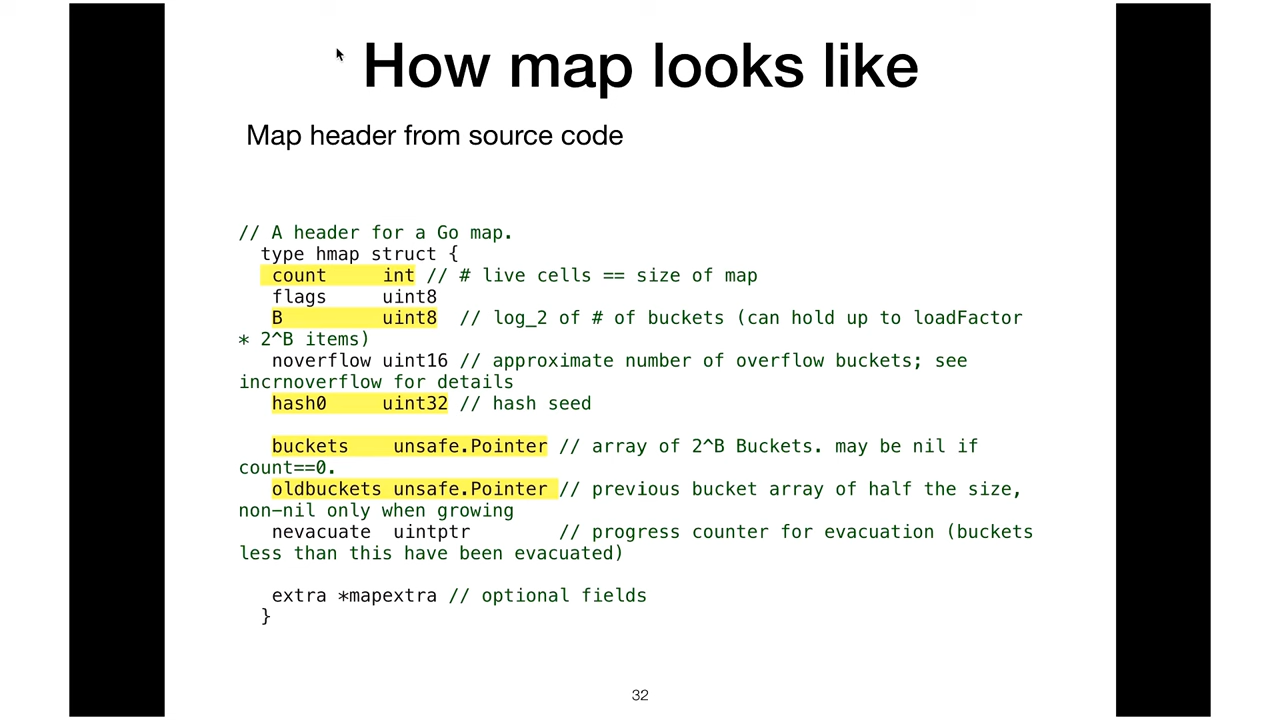 How map looks like
Map header from source code
// A header for a Go map.
type hmap struct {
count     int // # live cells == size of map
flags     uint8
B         uint8  // log_2 of # of buckets (can hold up to loadFactor
* 2^B items)
noverflow uint16 // approximate number of overflow buckets; see
incrnoverflow for details
hash0     uint32 // hash seed
buckets    unsafe.Pointer // array of 2^B Buckets. may be nil if
count==0.
oldbuckets unsafe.Pointer // previous bucket array of half the size,
non-nil only when growing
nevacuate  uintptr        // progress counter for evacuation (buckets
less than this have been evacuated)
extra *mapextra // optional fields
}
32